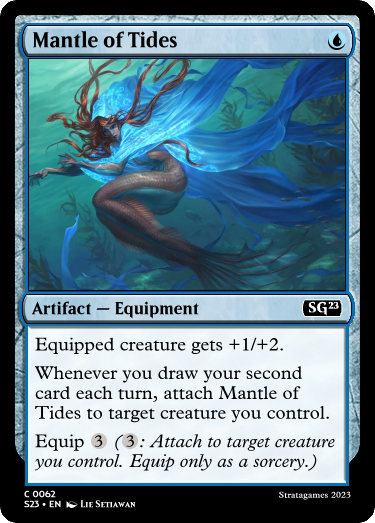 Mantle of Tides
Artifact — Equipment
SG23
Equipped creature gets +1/+2.
Whenever you draw your second
card each turn, attach Mantle of
Tides to target creature you control.
Equip 3 (3: Attach to target creature
you control. Equip only as a sorcery.)
C 0062
S23 • EN Lie Setiawan
Stratagames 2023